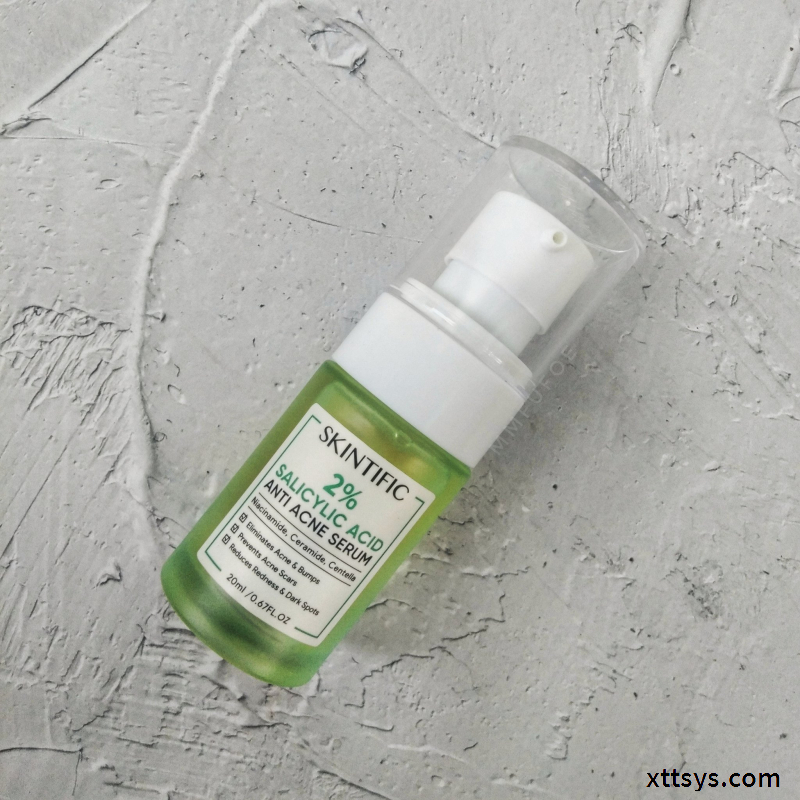 SKINTIFIC
2%
SALICYLIC ACID
ANTI ACNE SERUM
Niacinamide, Ceramide, Centella
Eliminates Acne & Bumps
Prevents Acne Scars
Reduces Redness & Dark Spots
20ml /0.67FL.OZ
xttsys.com